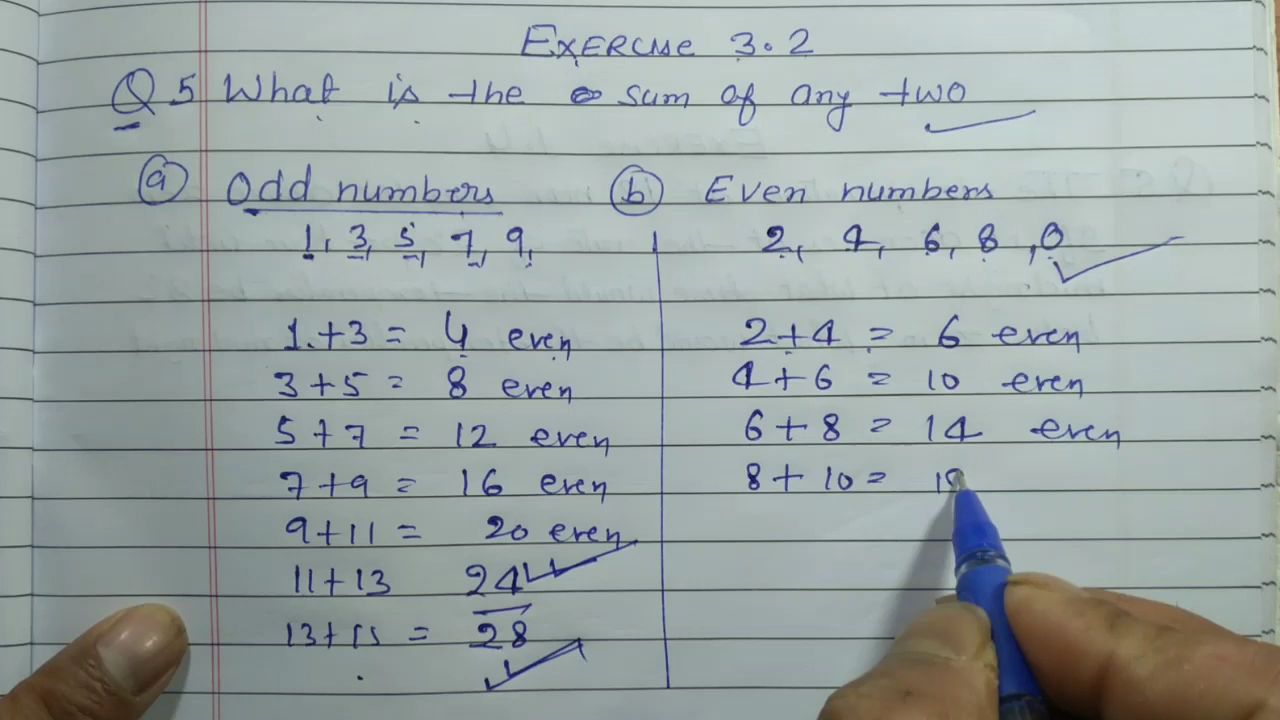 Exercise 3.2
Q 5 What is the sum of any two
(a) Odd numbers (b) Even numbers
1, 3, 5, 7, 9, 2, 4, 6, 8, 0
1+3 = 4 even 2+4 = 6 even
3+5 = 8 even 4+6 = 10 even
5+7 = 12 even 6+8 = 14 even
7+9 = 16 even 8+10 =
9+11 = 20 even
11+13 24
13+15 = 28